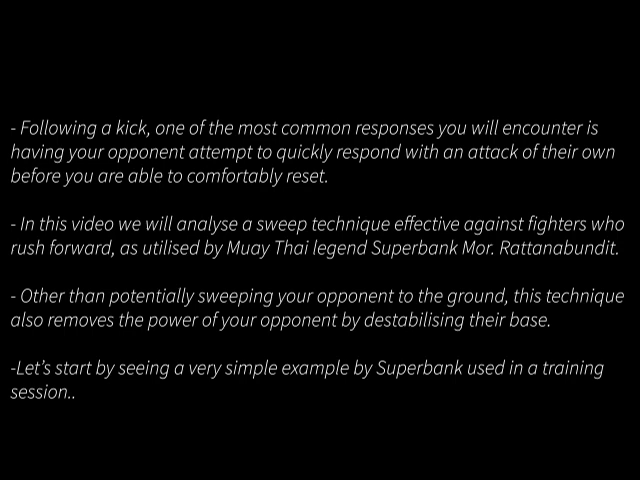 - Following a kick, one of the most common responses you will encounter is
having your opponent attempt to quickly respond with an attack of their own
before you are able to comfortably reset.
- In this video we will analyse a sweep technique effective against fighters who
rush forward, as utilised by Muay Thai legend Superbank Mor. Rattanabundit.
- Other than potentially sweeping your opponent to the ground, this technique
also removes the power of your opponent by destabilising their base.
-Let's start by seeing a very simple example by Superbank used in a training
session..